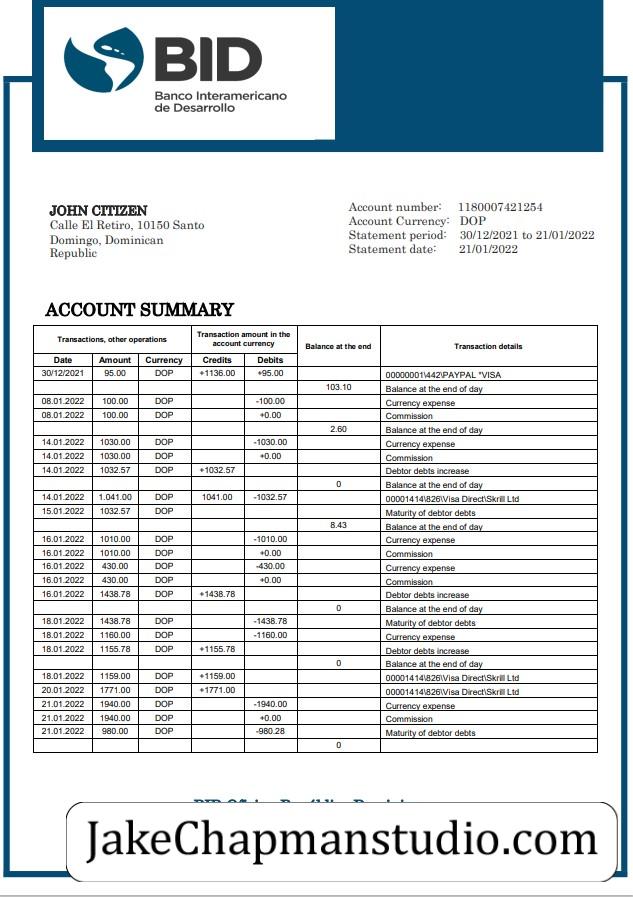 BID
Banco Interamericano
de Desarrollo
JOHN CITIZEN
Calle El Retiro, 10150 Santo
Domingo, Dominican
Republic
Account number: 1180007421254
Account Currency: DOP
Statement period: 30/12/2021 to 21/01/2022
Statement date: 21/01/2022
ACCOUNT SUMMARY
Transactions, other operations Transaction amount in the account currency Balance at the end Transaction details
Date Amount Currency Credits Debits
30/12/2021 95.00 DOP +1136.00 +95.00 00000001\442\PAYPAL *VISA
103.10 Balance at the end of day
08.01.2022 100.00 DOP -100.00 Currency expense
08.01.2022 100.00 DOP +0.00 Commission
2.60 Balance at the end of day
14.01.2022 1030.00 DOP -1030.00 Currency expense
14.01.2022 1030.00 DOP +0.00 Commission
14.01.2022 1032.57 DOP +1032.57 Debtor debts increase
0 Balance at the end of day
14.01.2022 1.041.00 DOP 1041.00 -1032.57 00001414\826\Visa Direct\Skrill Ltd
15.01.2022 1032.57 DOP Maturity of debtor debts
8.43 Balance at the end of day
16.01.2022 1010.00 DOP -1010.00 Currency expense
16.01.2022 1010.00 DOP +0.00 Commission
16.01.2022 430.00 DOP -430.00 Currency expense
16.01.2022 430.00 DOP +0.00 Commission
16.01.2022 1438.78 DOP +1438.78 Debtor debts increase
0 Balance at the end of day
18.01.2022 1438.78 DOP -1438.78 Maturity of debtor debts
18.01.2022 1160.00 DOP -1160.00 Currency expense
18.01.2022 1155.78 DOP +1155.78 Debtor debts increase
0 Balance at the end of day
18.01.2022 1159.00 DOP +1159.00 00001414\826\Visa Direct\Skrill Ltd
20.01.2022 1771.00 DOP +1771.00 00001414\826\Visa Direct\Skrill Ltd
21.01.2022 1940.00 DOP -1940.00 Currency expense
21.01.2022 1940.00 DOP +0.00 Commission
21.01.2022 980.00 DOP -980.28 Maturity of debtor debts
0
JakeChapmanstudio.com